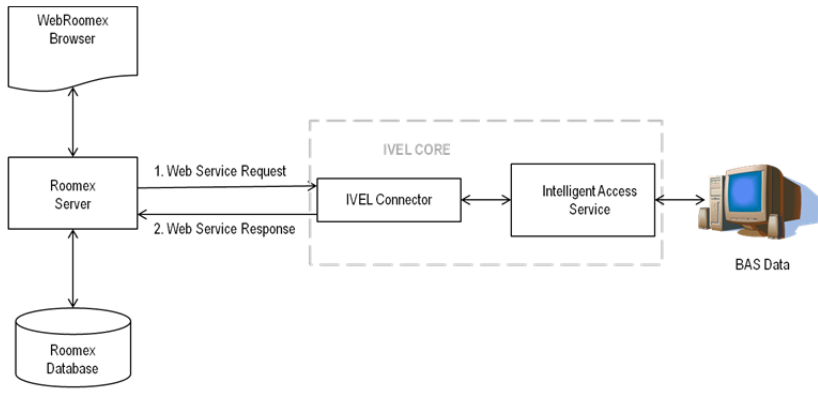 WebRoomex
Browser
IVEL CORE
1. Web Service Request
Roomex
Server
IVEL Connector
Intelligent Access
Service
2. Web Service Response
BAS Data
Roomex
Database